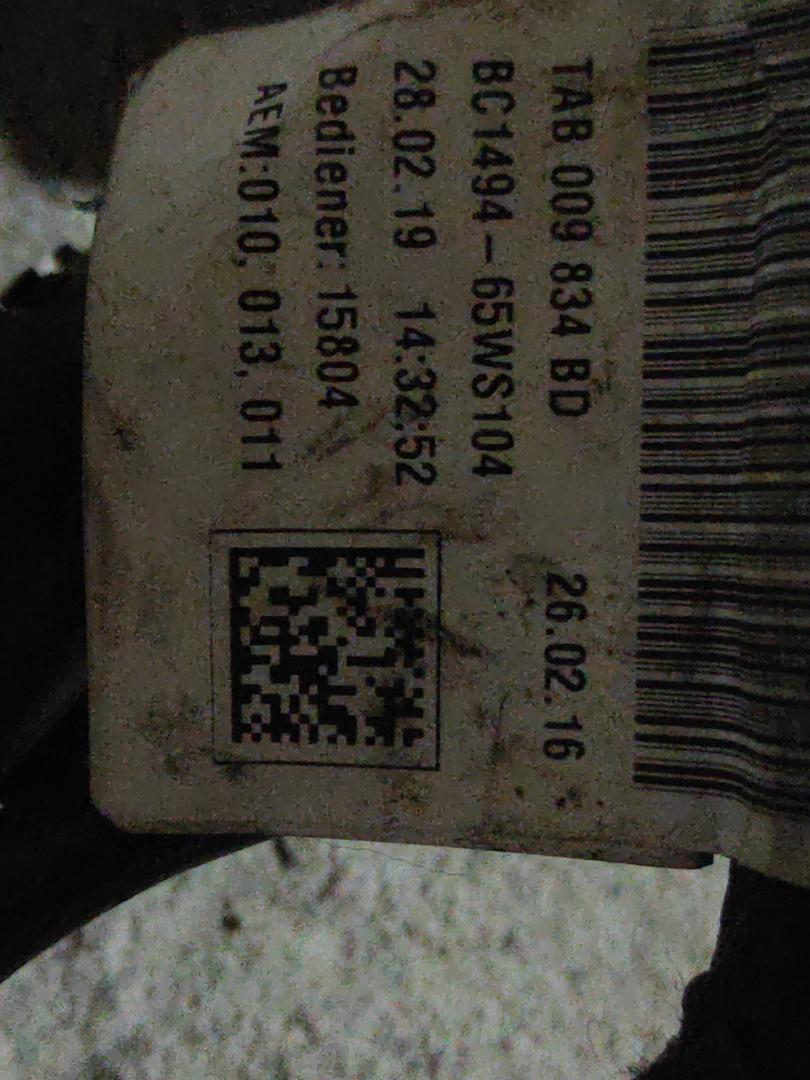 TAB 009 834 BD 26.02.16
BC1494-65WS104
28.02.19 14:32:52
Bediener: 15804
AEM:010, 013, 011